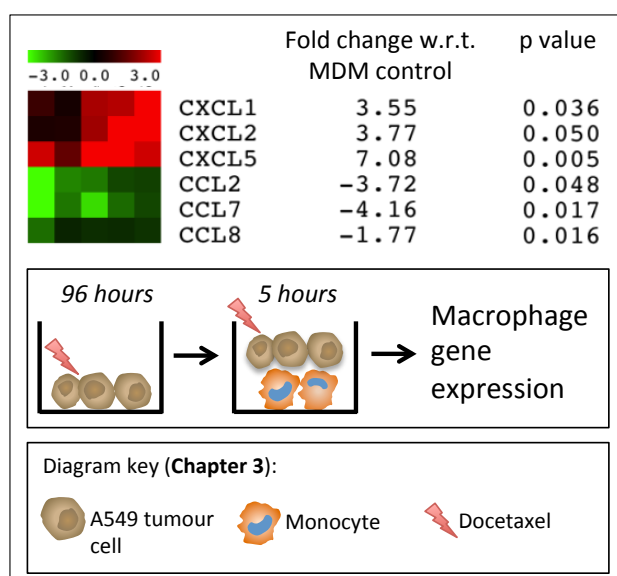 Fold change w.r.t. p value
MDM control
-3.0 0.0 3.0
CXCL1 3.55 0.036
CXCL2 3.77 0.050
CXCL5 7.08 0.005
CCL2 -3.72 0.048
CCL7 -4.16 0.017
CCL8 -1.77 0.016
96 hours 5 hours
Macrophage
gene
expression
Diagram key (Chapter 3):
A549 tumour
cell
Monocyte
Docetaxel